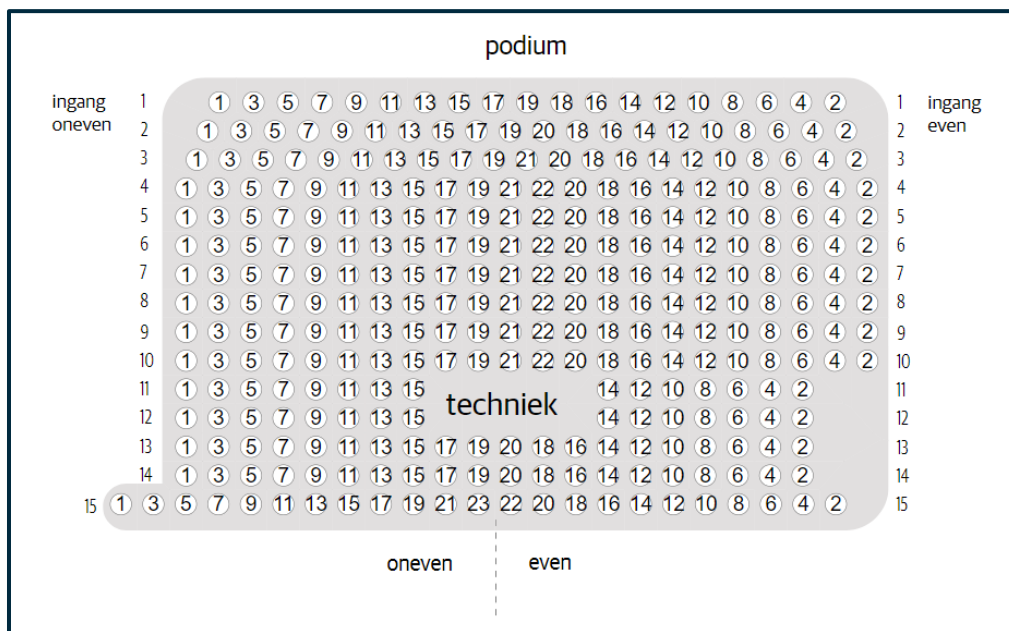 podium
ingang 1 1 3 5 7 9 11 13 15 17 19 18 16 14 12 10 8 6 4 2 1 ingang
oneven 2 1 3 5 7 9 11 13 15 17 19 20 18 16 14 12 10 8 6 4 2 2 even
3 1 3 5 7 9 11 13 15 17 19 21 20 18 16 14 12 10 8 6 4 2 3
4 1 3 5 7 9 11 13 15 17 19 21 22 20 18 16 14 12 10 8 6 4 2 4
5 1 3 5 7 9 11 13 15 17 19 21 22 20 18 16 14 12 10 8 6 4 2 5
6 1 3 5 7 9 11 13 15 17 19 21 22 20 18 16 14 12 10 8 6 4 2 6
7 1 3 5 7 9 11 13 15 17 19 21 22 20 18 16 14 12 10 8 6 4 2 7
8 1 3 5 7 9 11 13 15 17 19 21 22 20 18 16 14 12 10 8 6 4 2 8
9 1 3 5 7 9 11 13 15 17 19 21 22 20 18 16 14 12 10 8 6 4 2 9
10 1 3 5 7 9 11 13 15 17 19 21 22 20 18 16 14 12 10 8 6 4 2 10
11 1 3 5 7 9 11 13 15 14 12 10 8 6 4 2 11
techniek
12 1 3 5 7 9 11 13 15 14 12 10 8 6 4 2 12
13 1 3 5 7 9 11 13 15 17 19 20 18 16 14 12 10 8 6 4 2 13
14 1 3 5 7 9 11 13 15 17 19 20 18 16 14 12 10 8 6 4 2 14
15 1 3 5 7 9 11 13 15 17 19 21 23 22 20 18 16 14 12 10 8 6 4 2 15
oneven even